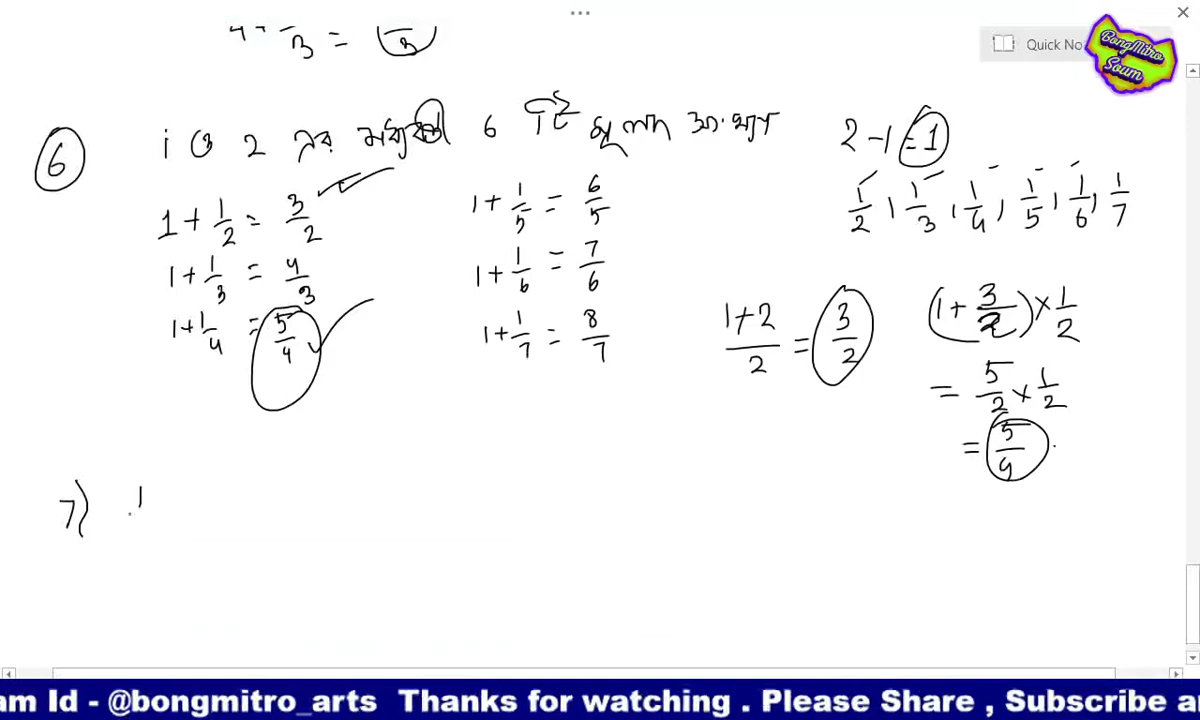 Quick No
BongMitro
Soum
6 1 ও 2 এর মধ্যবর্তী 6 টি মূলদ সংখ্যা
2 - 1 = 1
1/2, 1/3, 1/4, 1/5, 1/6, 1/7
1 + 1/2 = 3/2
1 + 1/3 = 4/3
1 + 1/4 = 5/4
1 + 1/5 = 6/5
1 + 1/6 = 7/6
1 + 1/7 = 8/7
1+2/2 = 3/2
(1 + 3/2) × 1/2
= 5/2 × 1/2
= 5/4
7)
am Id - @bongmitro_arts Thanks for watching . Please Share , Subscribe a